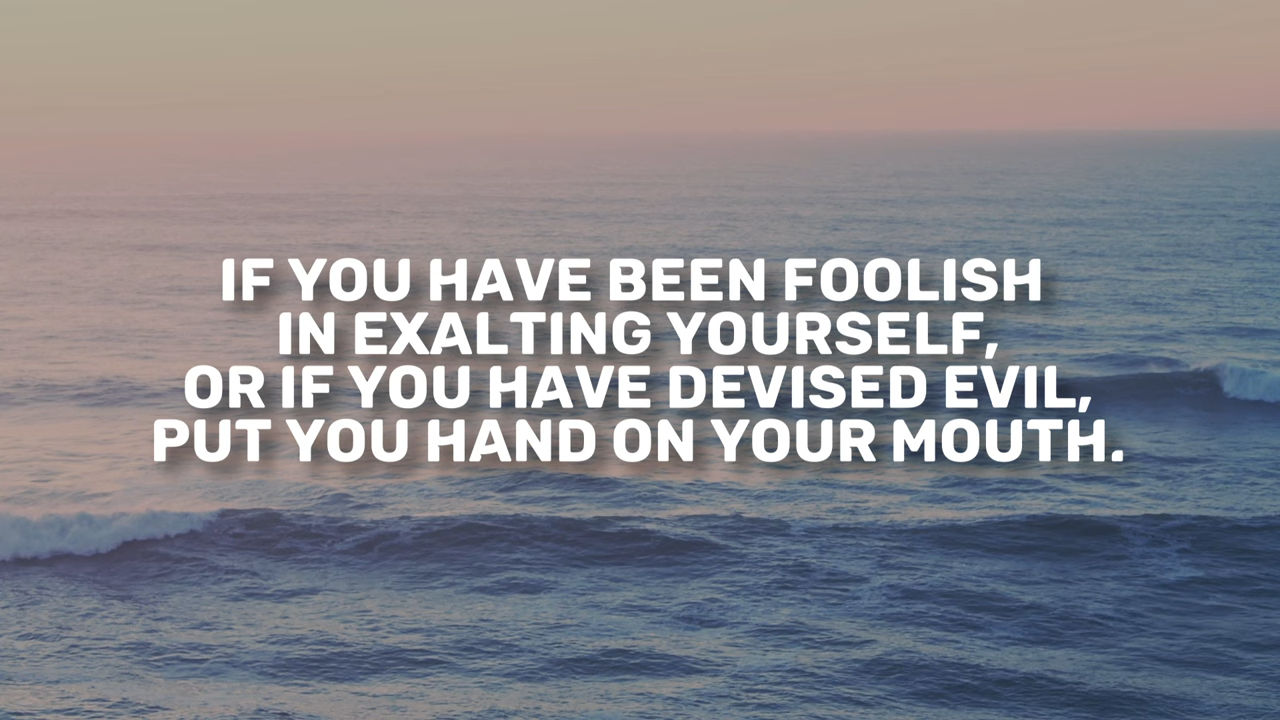 IF YOU HAVE BEEN FOOLISH
IN EXALTING YOURSELF,
OR IF YOU HAVE DEVISED EVIL,
PUT YOU HAND ON YOUR MOUTH.